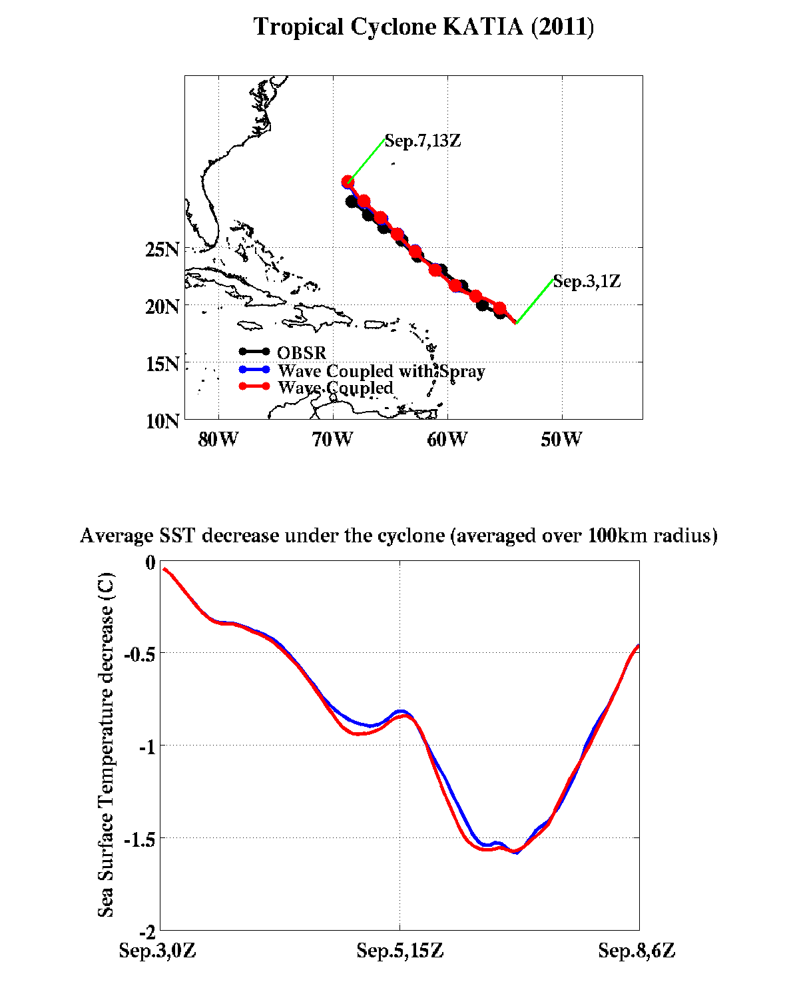 Tropical Cyclone KATIA (2011)
Sep.7,13Z
Sep.3,1Z
25N
20N
15N
10N
OBSR
Wave Coupled with Spray
Wave Coupled
80W
70W
60W
50W
Average SST decrease under the cyclone (averaged over 100km radius)
Sea Surface Temperature decrease (C)
0
-0.5
-1
-1.5
-2
Sep.3,0Z
Sep.5,15Z
Sep.8,6Z